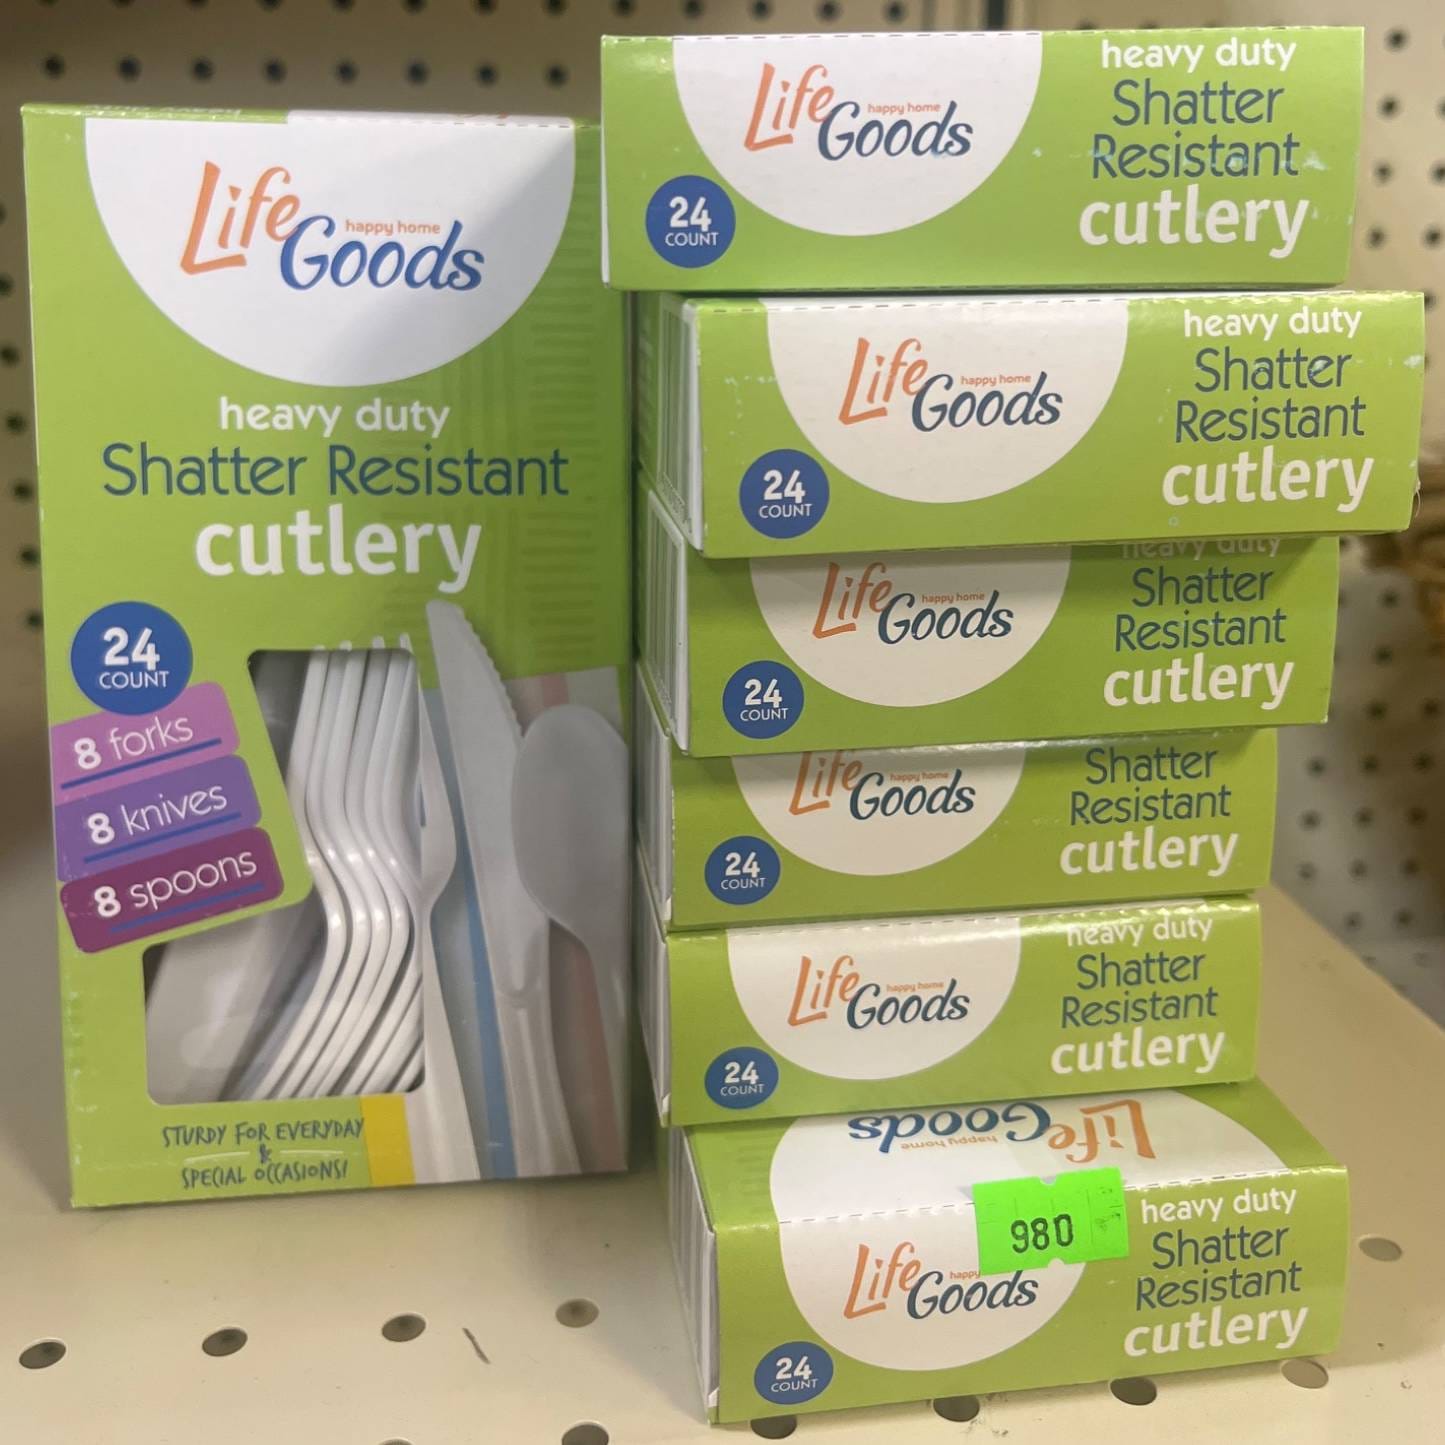 Life
happy home
Goods
heavy duty
Shatter Resistant
cutlery
24
COUNT
8 forks
8 knives
8 spoons
STURDY FOR EVERYDAY
&
SPECIAL OCCASIONS!
Life
happy home
Goods
24
COUNT
heavy duty
Shatter
Resistant
cutlery
Life
happy home
Goods
24
COUNT
heavy duty
Shatter
Resistant
cutlery
Life
happy home
Goods
24
COUNT
heavy duty
Shatter
Resistant
cutlery
Life
happy home
Goods
24
COUNT
Shatter
Resistant
cutlery
Life
happy home
Goods
24
COUNT
heavy duty
Shatter
Resistant
cutlery
Life
happy home
Goods
980
Life
happy
Goods
24
COUNT
heavy duty
Shatter
Resistant
cutlery